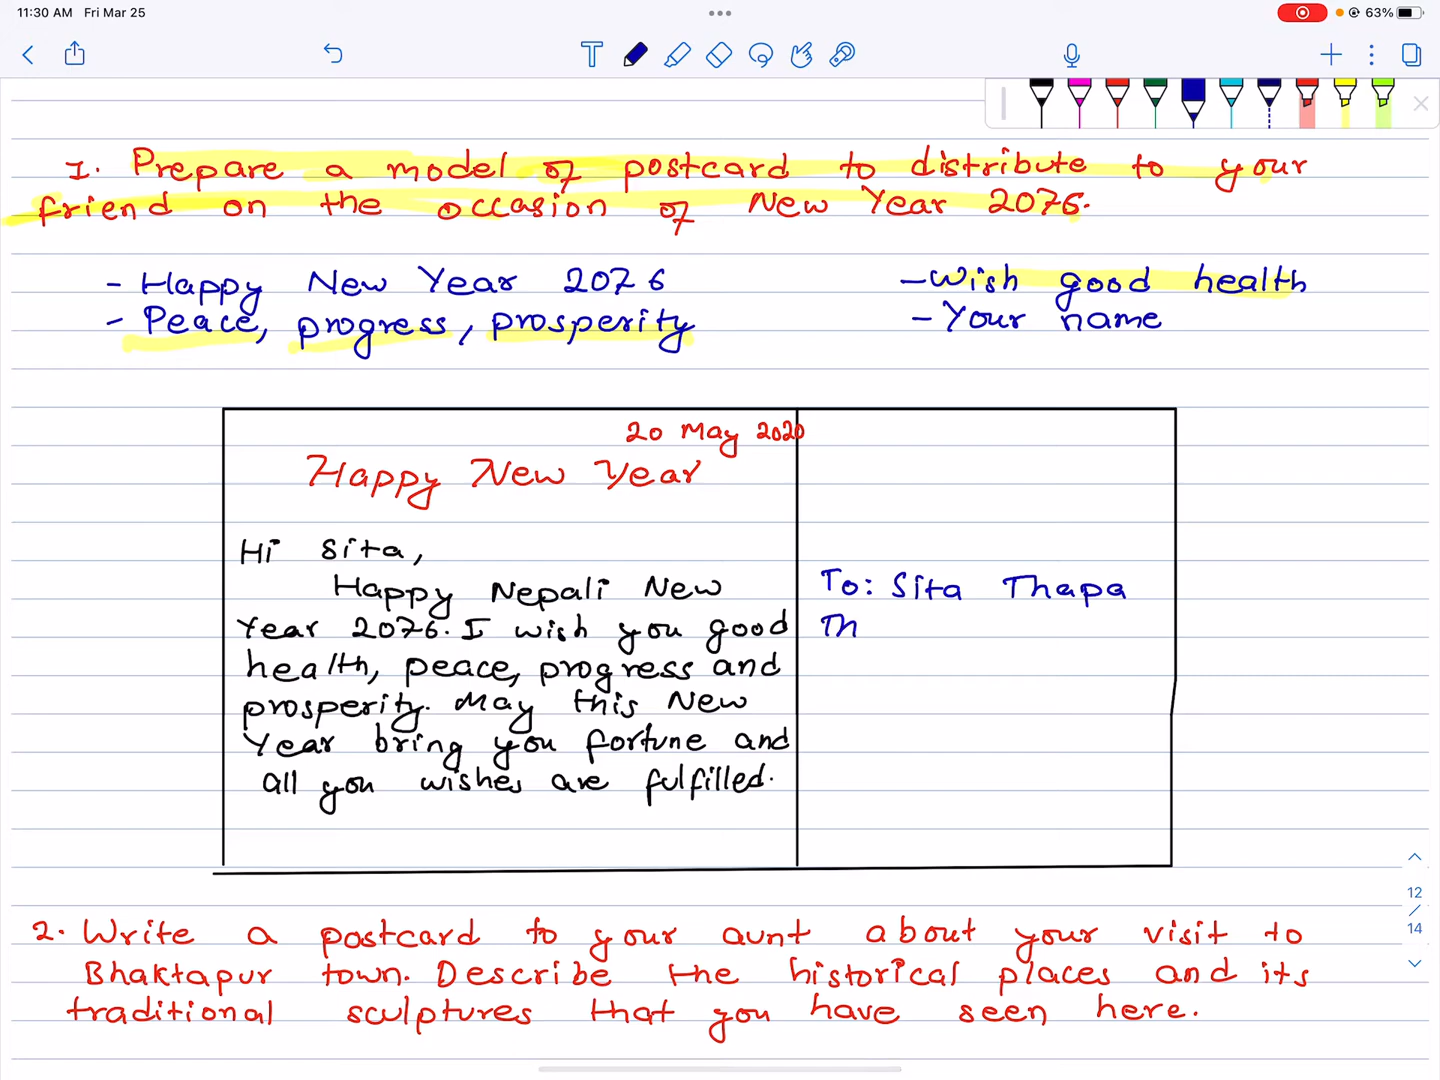 11:30 AM Fri Mar 25
63%
1. Prepare a model of postcard to distribute to your
friend on the occasion of New Year 2076.
- Happy New Year 2076
- Peace, progress, prosperity
- Wish good health
- Your name
20 May 2020
Happy New Year
Hi Sita,
Happy Nepali New
Year 2076. I wish you good
health, peace, progress and
prosperity. May this New
Year bring you fortune and
all you wishes are fulfilled.
To: Sita Thapa
Th
12
/
14
2. Write a postcard to your aunt about your visit to
Bhaktapur town. Describe the historical places and its
traditional sculptures that you have seen here.